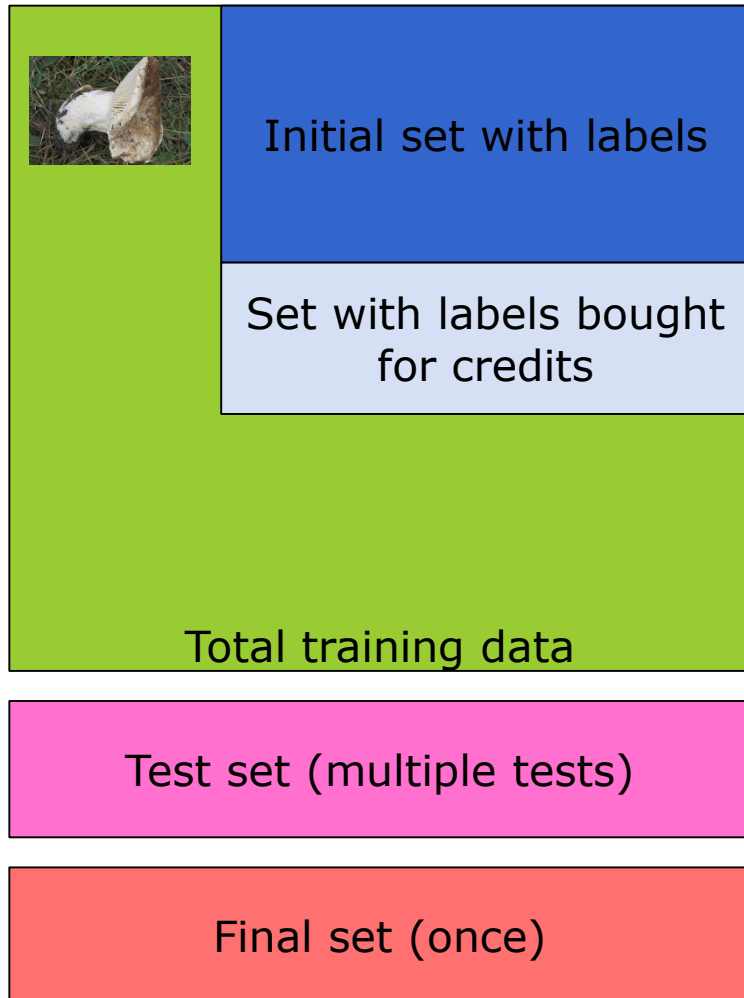 Initial set with labels
Set with labels bought
for credits
Total training data
Test set (multiple tests)
Final set (once)